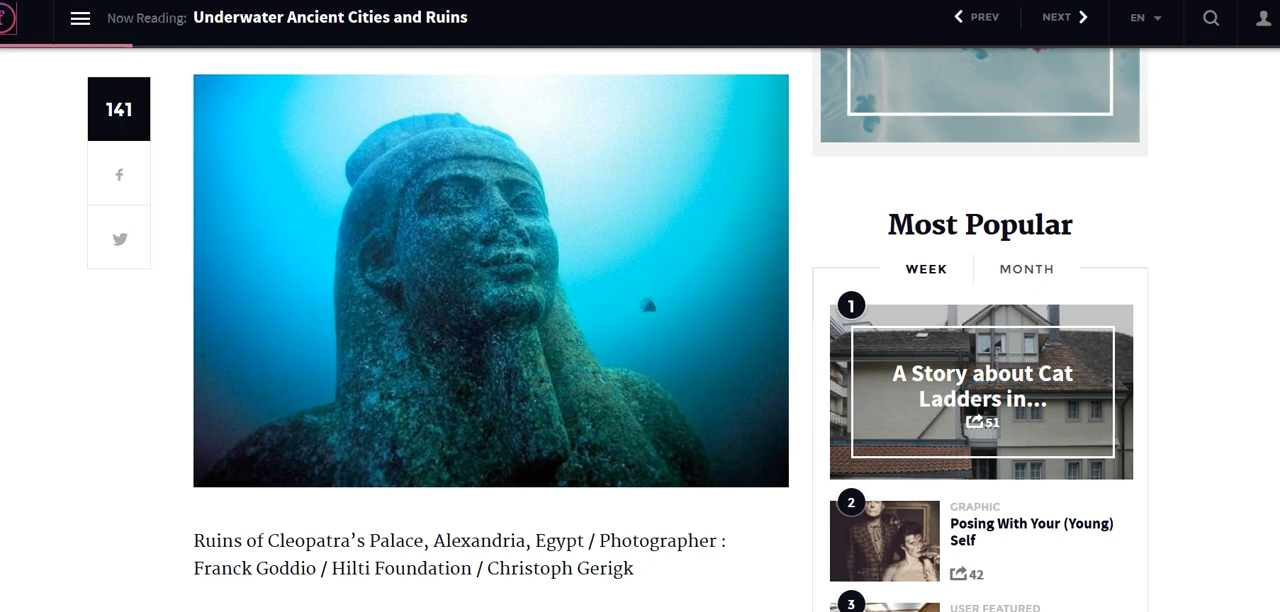 Now Reading: Underwater Ancient Cities and Ruins
PREV
NEXT
EN
141
Ruins of Cleopatra’s Palace, Alexandria, Egypt / Photographer :
Franck Goddio / Hilti Foundation / Christoph Gerigk
Most Popular
WEEK
MONTH
1
A Story about Cat
Ladders in...
51
2
GRAPHIC
Posing With Your (Young)
Self
42
3
USER FEATURED